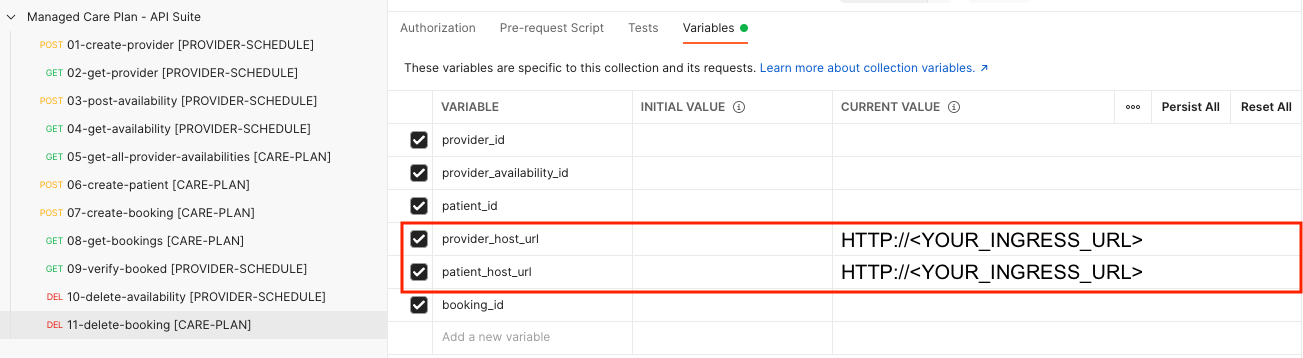 Managed Care Plan - API Suite
POST 01-create-provider [PROVIDER-SCHEDULE]
GET 02-get-provider [PROVIDER-SCHEDULE]
POST 03-post-availability [PROVIDER-SCHEDULE]
GET 04-get-availability [PROVIDER-SCHEDULE]
GET 05-get-all-provider-availabilities [CARE-PLAN]
POST 06-create-patient [CARE-PLAN]
POST 07-create-booking [CARE-PLAN]
GET 08-get-bookings [CARE-PLAN]
GET 09-verify-booked [PROVIDER-SCHEDULE]
DEL 10-delete-availability [PROVIDER-SCHEDULE]
DEL 11-delete-booking [CARE-PLAN]
Authorization Pre-request Script Tests Variables
These variables are specific to this collection and its requests. Learn more about collection variables. ↗
VARIABLE INITIAL VALUE CURRENT VALUE Persist All Reset All
provider_id
provider_availability_id
patient_id
provider_host_url HTTP://<YOUR_INGRESS_URL>
patient_host_url HTTP://<YOUR_INGRESS_URL>
booking_id
Add a new variable